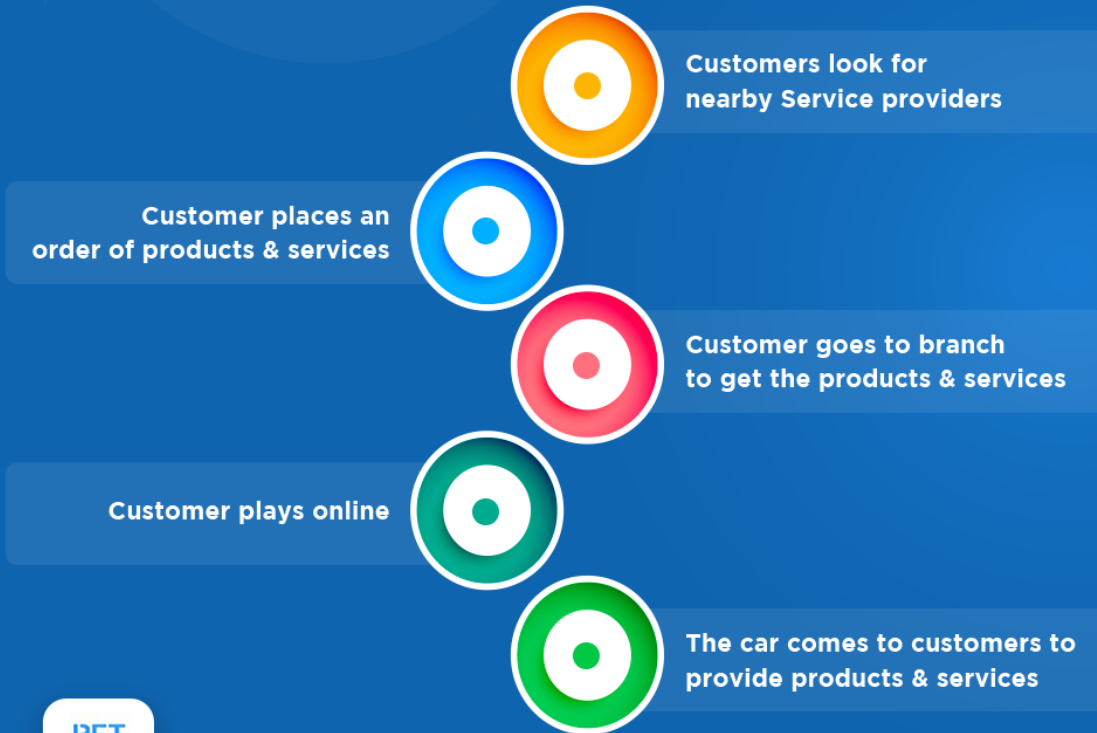 Customers look for
nearby Service providers
Customer places an
order of products & services
Customer goes to branch
to get the products & services
Customer plays online
The car comes to customers to
provide products & services